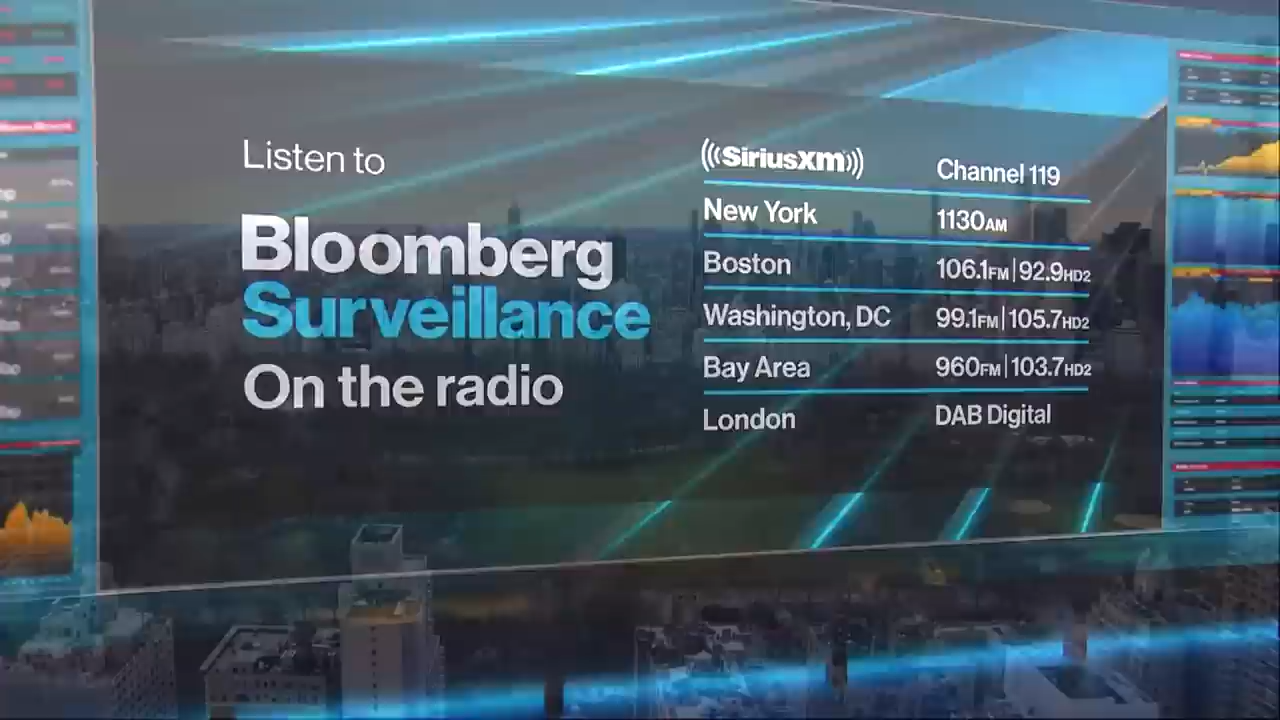 Listen to
Bloomberg
Surveillance
On the radio
(((SiriusXM))) Channel 119
New York 1130AM
Boston 106.1FM|92.9HD2
Washington, DC 99.1FM|105.7HD2
Bay Area 960FM|103.7HD2
London DAB Digital